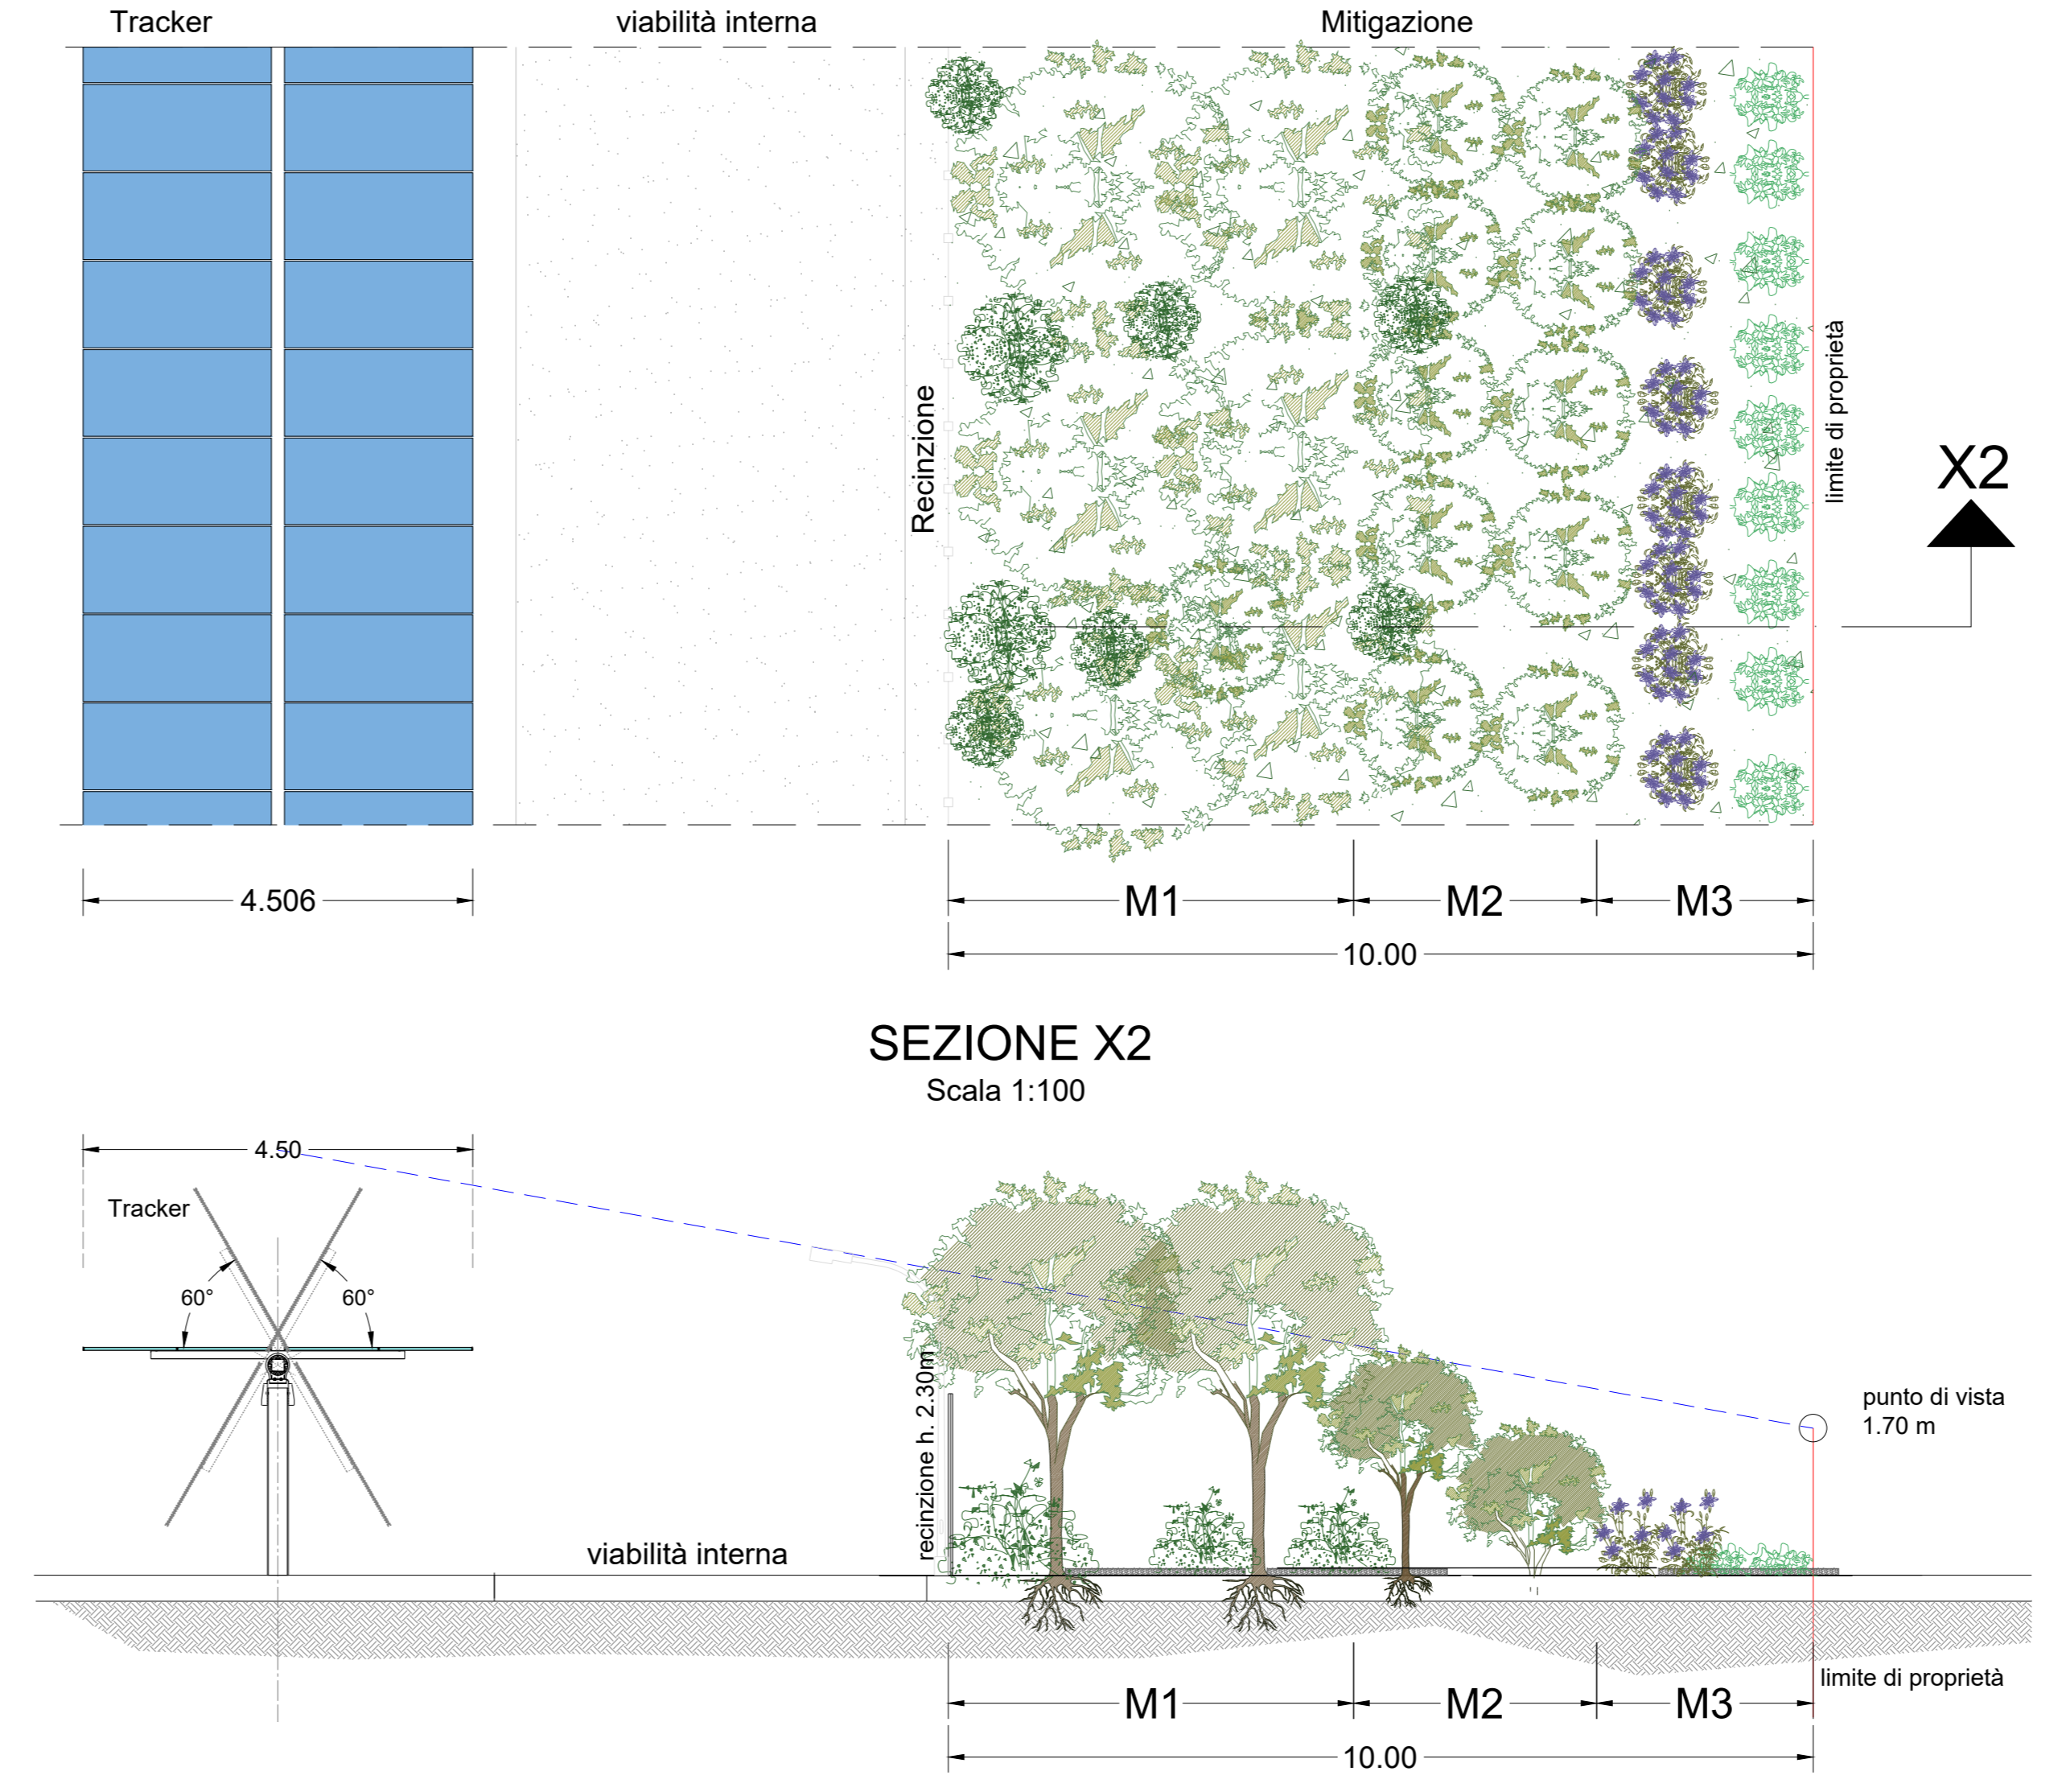 Tracker
viabilità interna
Mitigazione
Recinzione
limite di proprietà
X2
4.506
M1
M2
M3
10.00
SEZIONE X2
Scala 1:100
4.50
Tracker
60°
60°
recinzione h. 2.30m
punto di vista
1.70 m
viabilità interna
limite di proprietà
M1
M2
M3
10.00